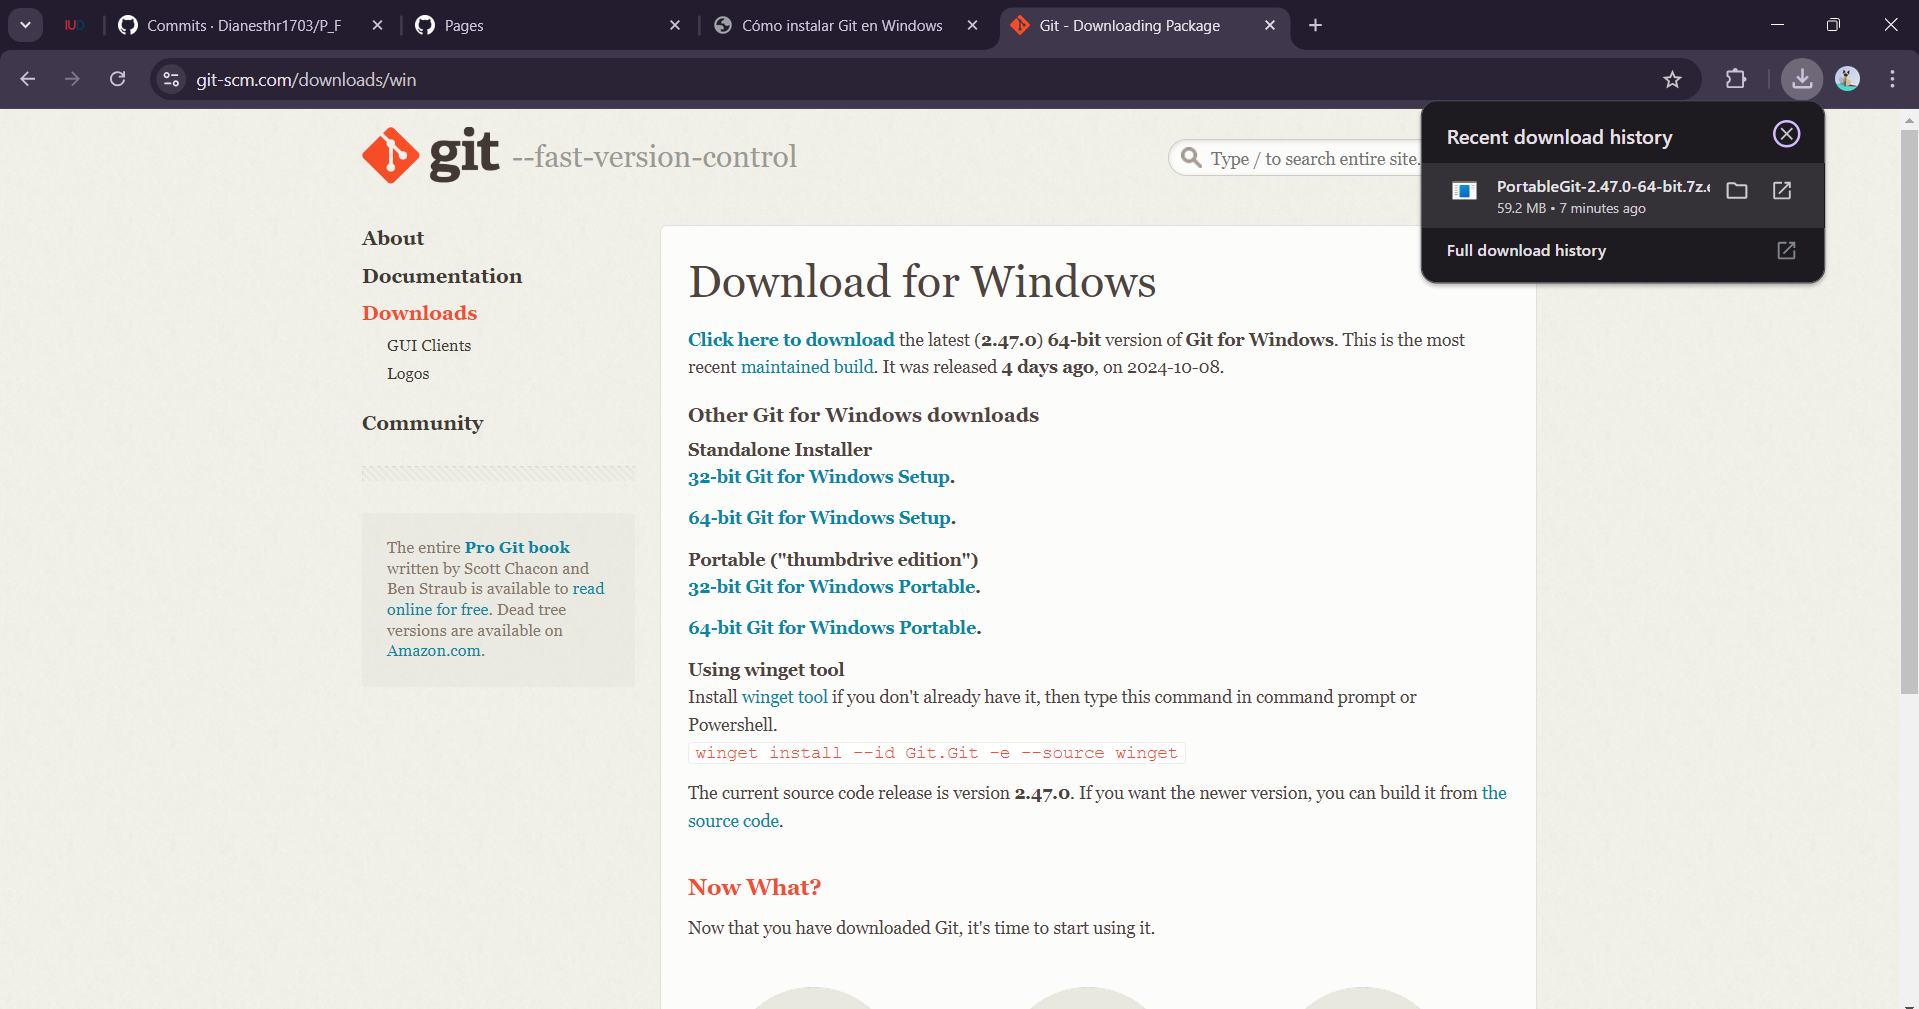 IUD
Commits · Dianesthr1703/P_F
Pages
Cómo instalar Git en Windows
Git - Downloading Package
git-scm.com/downloads/win
git --fast-version-control
Type / to search entire site.
Recent download history
PortableGit-2.47.0-64-bit.7z.e
59.2 MB • 7 minutes ago
Full download history
About
Documentation
Downloads
GUI Clients
Logos
Community
The entire Pro Git book
written by Scott Chacon and
Ben Straub is available to read
online for free. Dead tree
versions are available on
Amazon.com.
Download for Windows
Click here to download the latest (2.47.0) 64-bit version of Git for Windows. This is the most
recent maintained build. It was released 4 days ago, on 2024-10-08.
Other Git for Windows downloads
Standalone Installer
32-bit Git for Windows Setup.
64-bit Git for Windows Setup.
Portable ("thumbdrive edition")
32-bit Git for Windows Portable.
64-bit Git for Windows Portable.
Using winget tool
Install winget tool if you don't already have it, then type this command in command prompt or
Powershell.
winget install --id Git.Git -e --source winget
The current source code release is version 2.47.0. If you want the newer version, you can build it from the
source code.
Now What?
Now that you have downloaded Git, it's time to start using it.